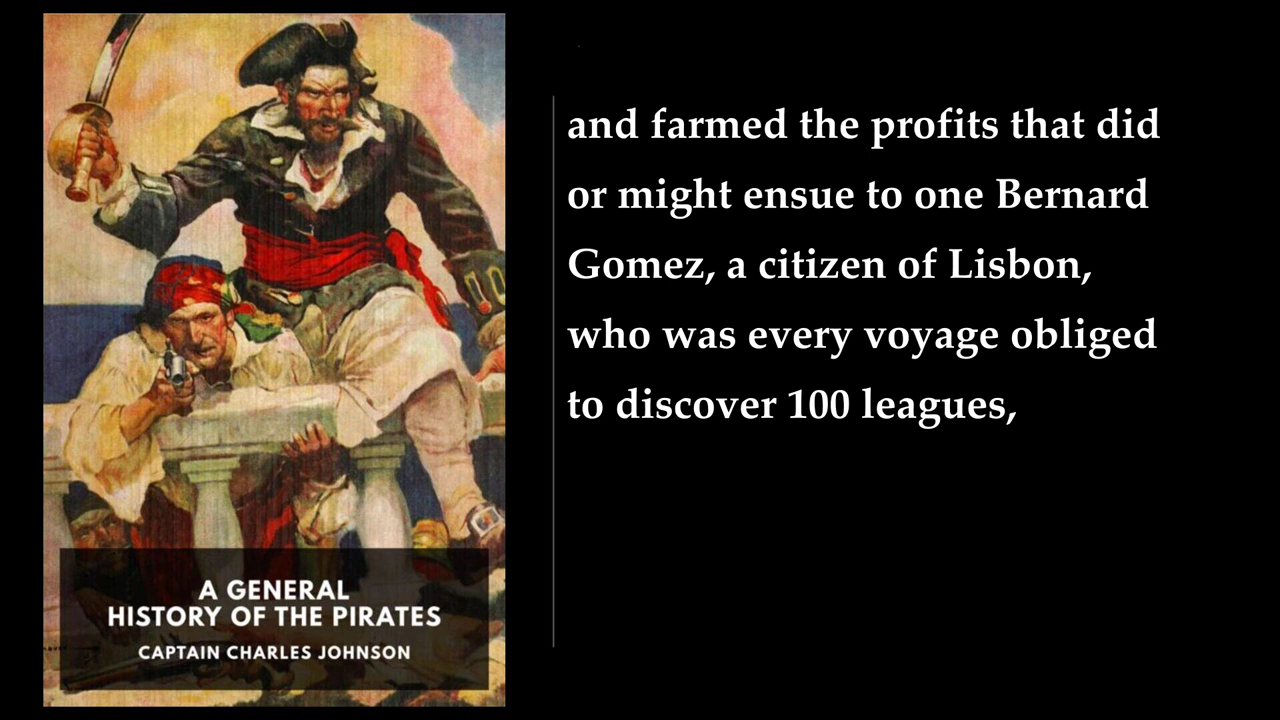 and farmed the profits that did
or might ensue to one Bernard
Gomez, a citizen of Lisbon,
who was every voyage obliged
to discover 100 leagues,
A GENERAL
HISTORY OF THE PIRATES
CAPTAIN CHARLES JOHNSON